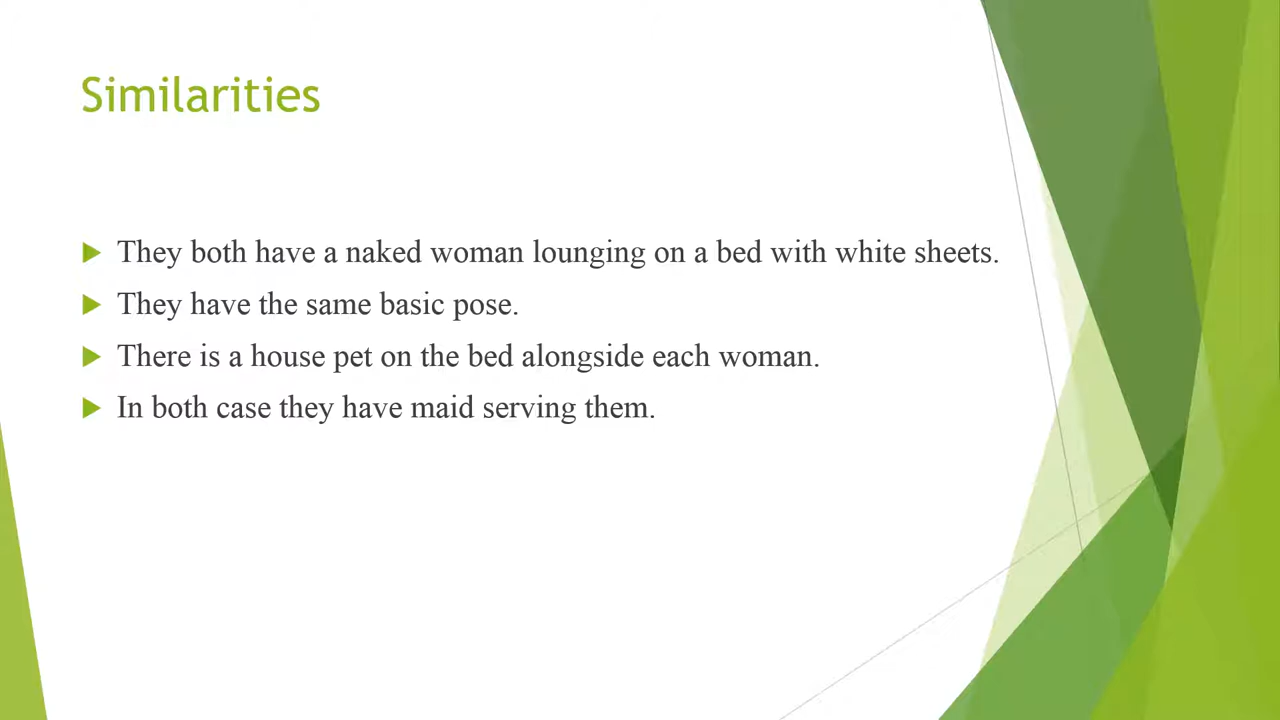 Similarities
They both have a naked woman lounging on a bed with white sheets.
They have the same basic pose.
There is a house pet on the bed alongside each woman.
In both case they have maid serving them.